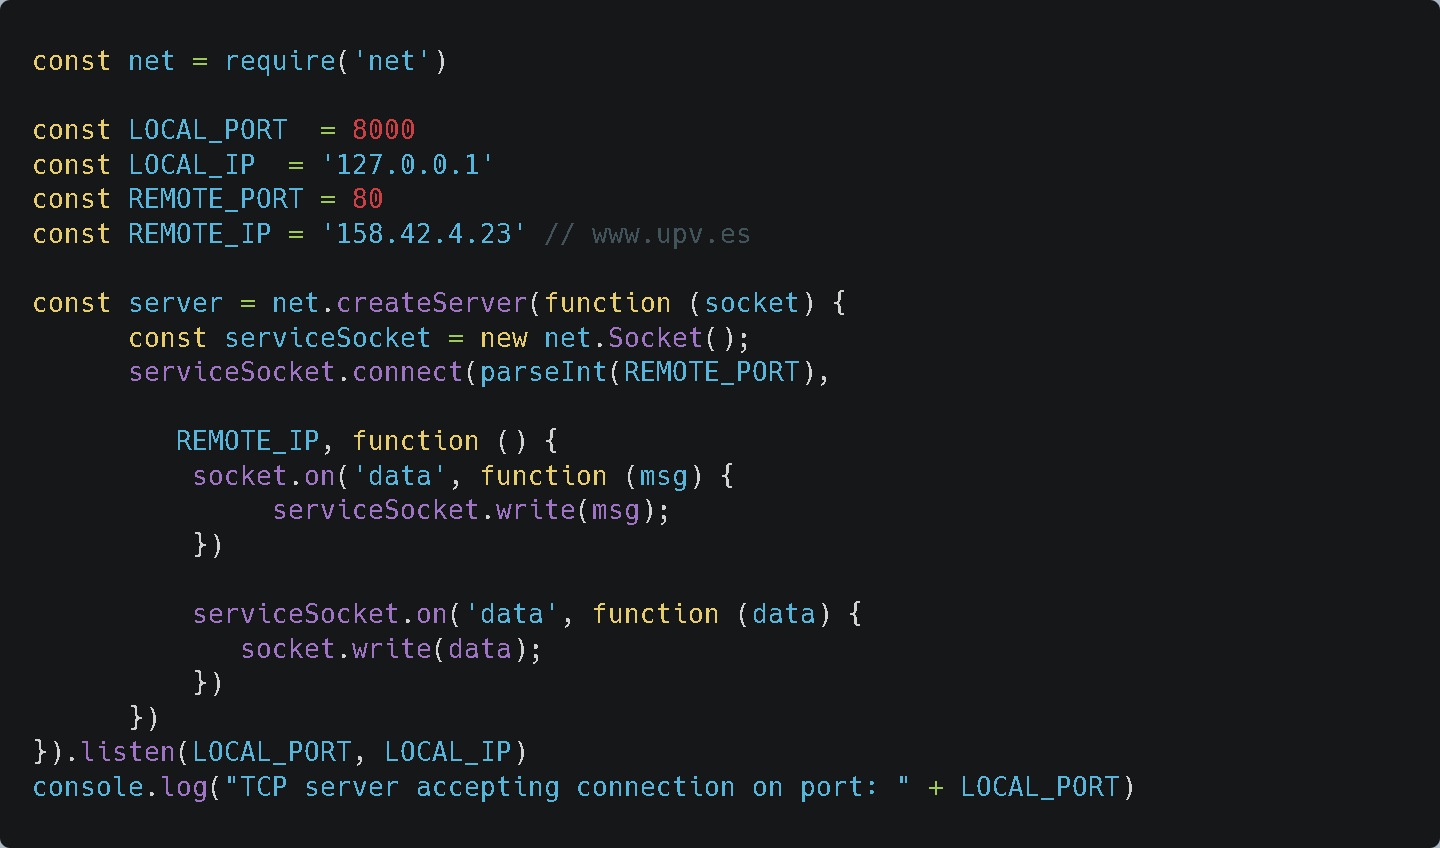 const net = require('net')

const LOCAL_PORT  = 8000
const LOCAL_IP  = '127.0.0.1'
const REMOTE_PORT = 80
const REMOTE_IP = '158.42.4.23' // www.upv.es

const server = net.createServer(function (socket) {
      const serviceSocket = new net.Socket();
      serviceSocket.connect(parseInt(REMOTE_PORT),

         REMOTE_IP, function () {
          socket.on('data', function (msg) {
               serviceSocket.write(msg);
          })

          serviceSocket.on('data', function (data) {
             socket.write(data);
          })
      })
}).listen(LOCAL_PORT, LOCAL_IP)
console.log("TCP server accepting connection on port: " + LOCAL_PORT)